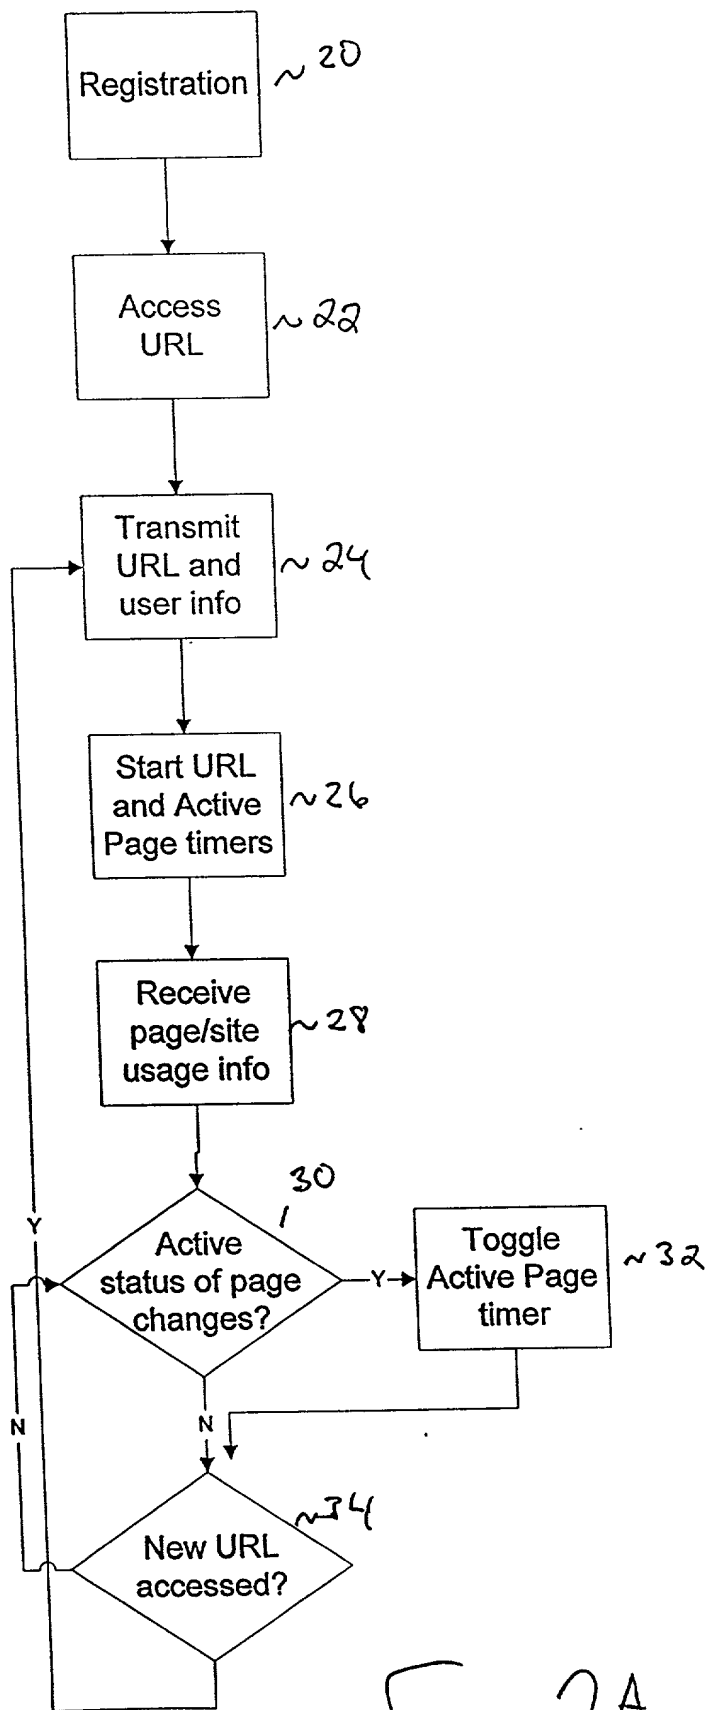 Registration
~ 20
Access
URL
~ 22
Transmit
URL and
user info
~ 24
Start URL
and Active
Page timers
~ 26
Receive
page/site
usage info
~ 28
30
Active
status of page
changes?
Y
Toggle
Active Page
timer
~ 32
Y
N
N
New URL
accessed?
~ 34
2A